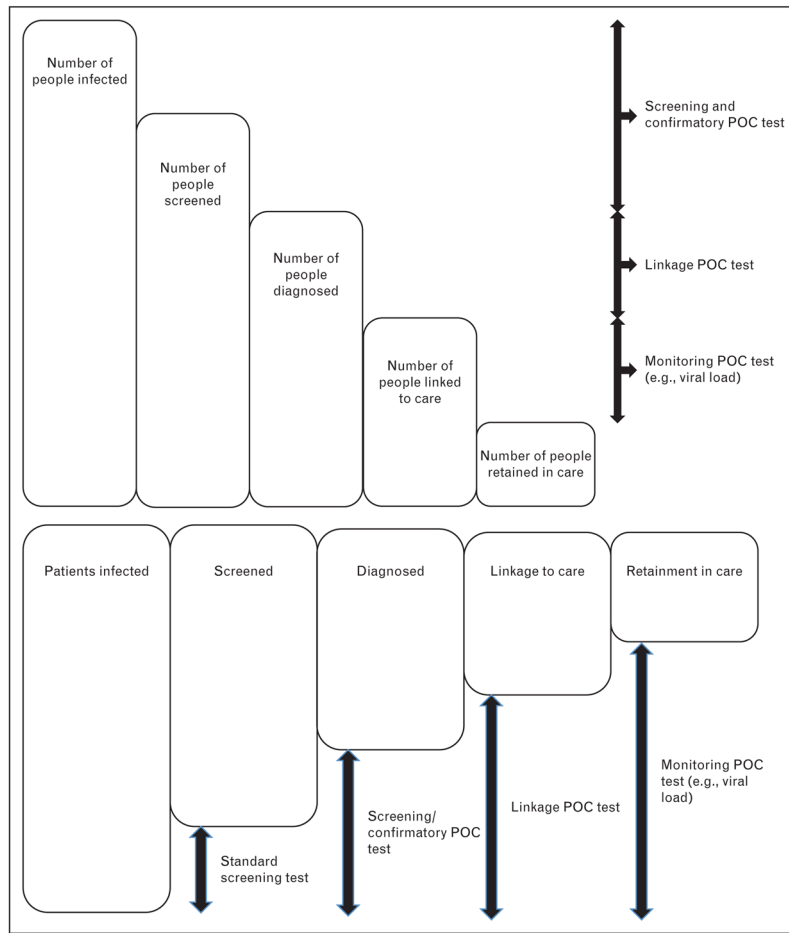 Number of
people infected
Number of
people
screened
Number of
people
diagnosed
Number of
people linked
to care
Number of people
retained in care
Screening and
confirmatory POC test
Linkage POC test
Monitoring POC test
(e.g., viral load)
Patients infected
Screened
Diagnosed
Linkage to care
Retainment in care
Standard
screening test
Screening/
confirmatory POC
test
Linkage POC test
Monitoring POC
test (e.g., viral
load)